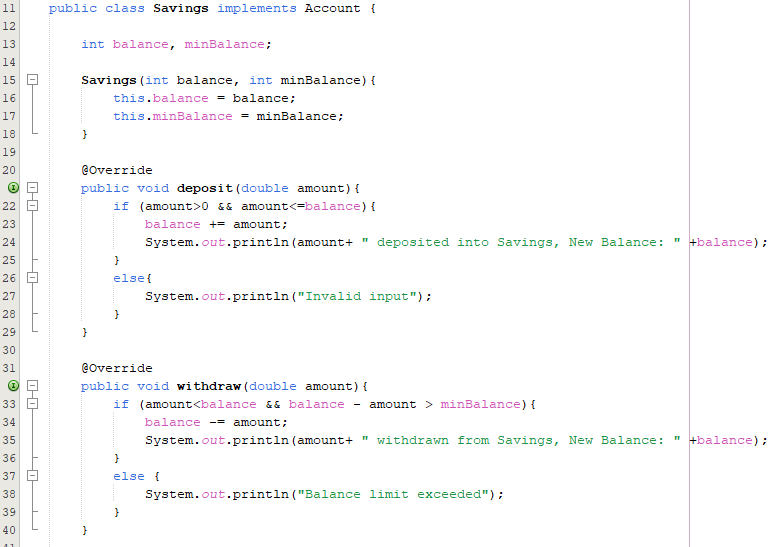 11 public class Savings implements Account {
12
13 int balance, minBalance;
14
15 Savings(int balance, int minBalance){
16 this.balance = balance;
17 this.minBalance = minBalance;
18 }
19
20 @Override
public void deposit(double amount){
22 if (amount>0 && amount<=balance){
23 balance += amount;
24 System.out.println(amount+ " deposited into Savings, New Balance: " +balance);
25 }
26 else{
27 System.out.println("Invalid input");
28 }
29 }
30
31 @Override
public void withdraw(double amount){
33 if (amount<balance && balance - amount > minBalance){
34 balance -= amount;
35 System.out.println(amount+ " withdrawn from Savings, New Balance: " +balance);
36 }
37 else {
38 System.out.println("Balance limit exceeded");
39 }
40 }